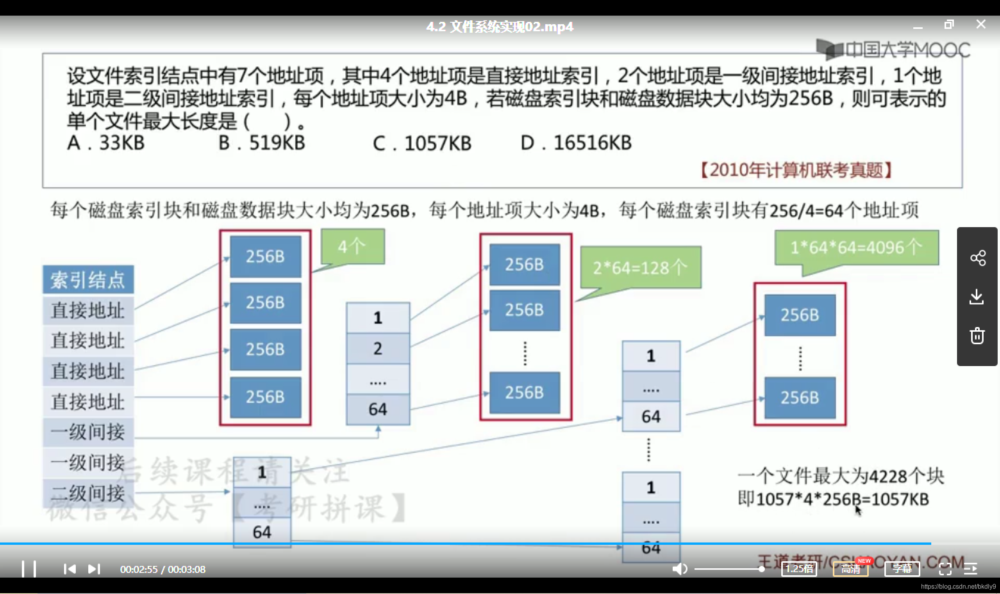 4.2 文件系统实现02.mp4
中国大学MOOC
设文件索引结点中有7个地址项，其中4个地址项是直接地址索引，2个地址项是一级间接地址索引，1个地
址项是二级间接地址索引，每个地址项大小为4B，若磁盘索引块和磁盘数据块大小均为256B，则可表示的
单个文件最大长度是（ ）。
A．33KB B．519KB C．1057KB D．16516KB
【2010年计算机联考真题】
每个磁盘索引块和磁盘数据块大小均为256B，每个地址项大小为4B，每个磁盘索引块有256/4=64个地址项
索引结点
直接地址
直接地址
直接地址
直接地址
一级间接
一级间接
二级间接
256B
256B
256B
256B
4个
1
2
....
64
256B
256B
256B
2*64=128个
1
....
64
1
....
64
1
....
64
256B
256B
1*64*64=4096个
一个文件最大为4228个块
即1057*4*256B=1057KB
后续课程请关注
微信公众号【考研拼课】
王道考研/CSKAOYAN.COM
00:02:55 / 00:03:08
1.25倍
高清
NEW
字幕
https://blog.csdn.net/bkdly9